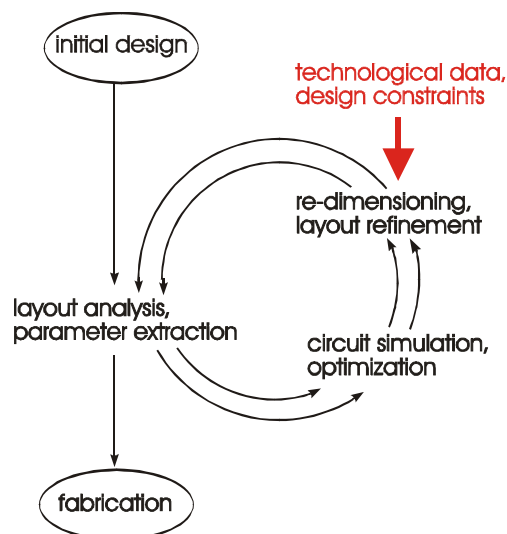 initial design
technological data,
design constraints
re-dimensioning,
layout refinement
layout analysis,
parameter extraction
circuit simulation,
optimization
fabrication